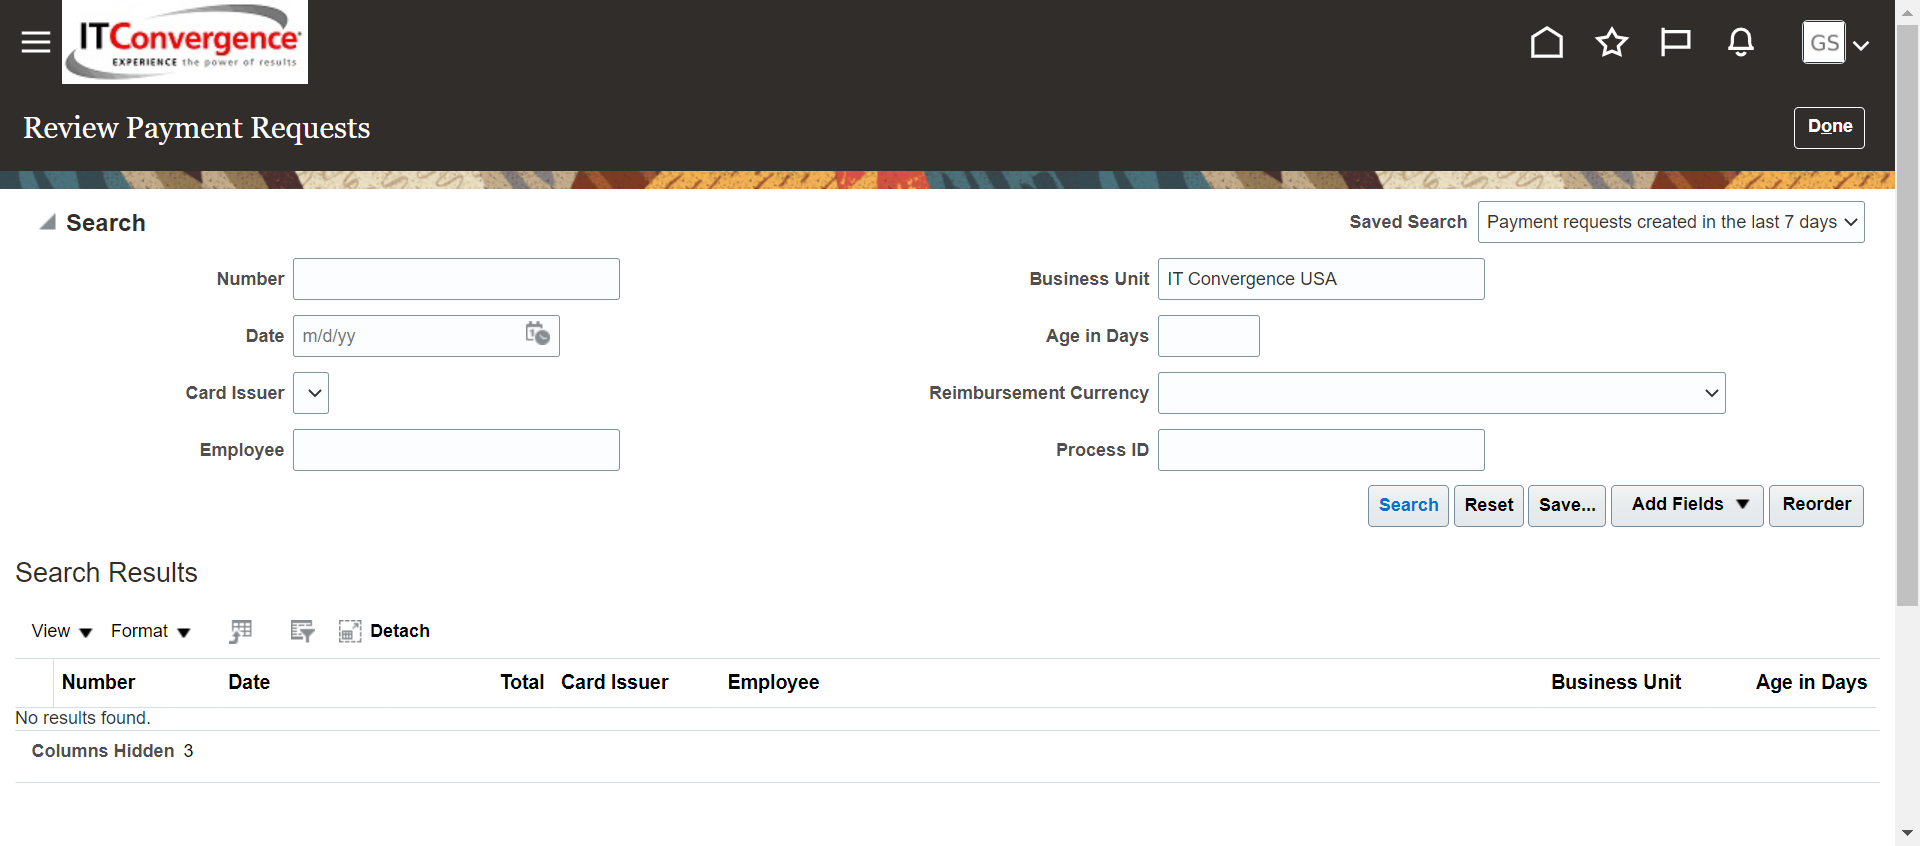 ITConvergence
EXPERIENCE the power of results
GS
Review Payment Requests
Done
Search
Saved Search Payment requests created in the last 7 days
Number
Business Unit IT Convergence USA
Date m/d/yy
Age in Days
Card Issuer
Reimbursement Currency
Employee
Process ID
Search Reset Save... Add Fields Reorder
Search Results
View Format Detach
Number Date Total Card Issuer Employee Business Unit Age in Days
No results found.
Columns Hidden 3